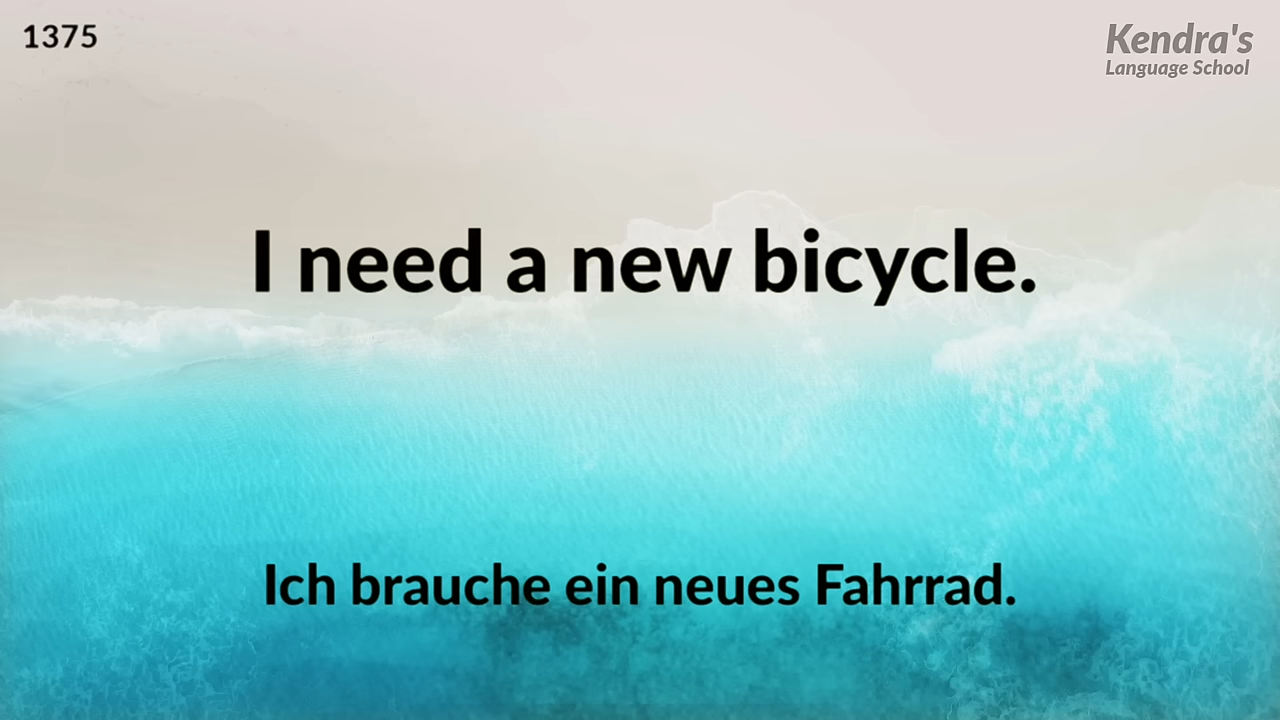 1375
Kendra's
Language School
I need a new bicycle.
Ich brauche ein neues Fahrrad.